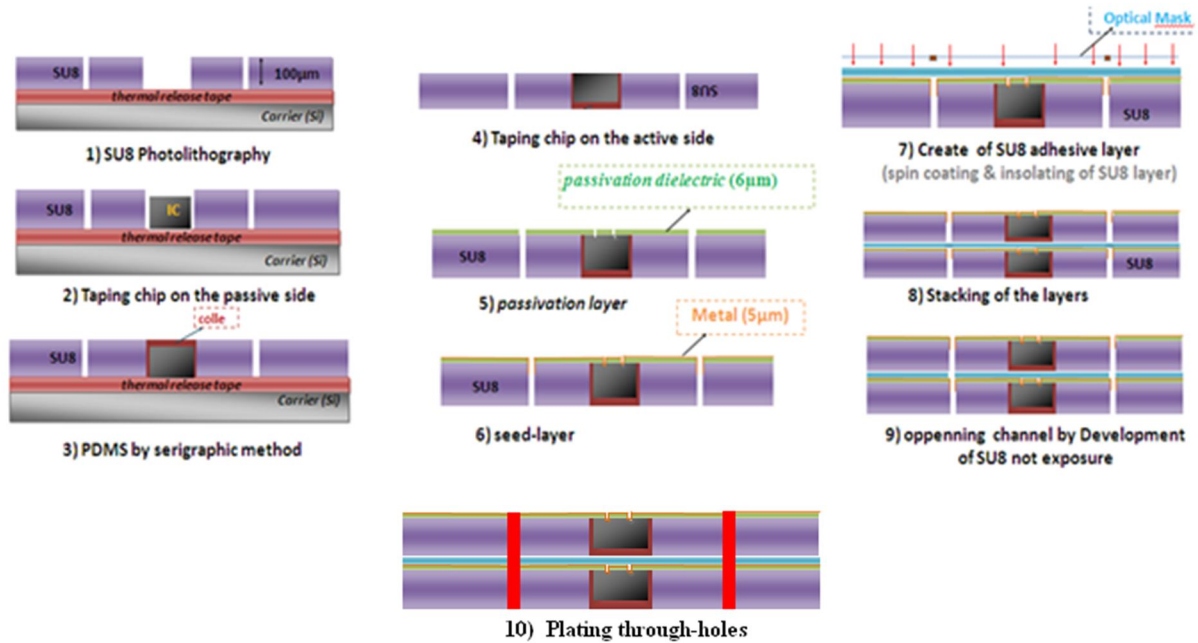 SU8
100µm
thermal release tape
Carrier (Si)
1) SU8 Photolithography
SU8
IC
thermal release tape
Carrier (Si)
2) Taping chip on the passive side
colle
SU8
thermal release tape
Carrier (Si)
3) PDMS by serigraphic method
SU8
4) Taping chip on the active side
passivation dielectric (6µm)
SU8
5) passivation layer
Metal (5µm)
SU8
6) seed-layer
Optical Mask
SU8
7) Create of SU8 adhesive layer
(spin coating & insolating of SU8 layer)
SU8
8) Stacking of the layers
9) oppenning channel by Development
of SU8 not exposure
10) Plating through-holes